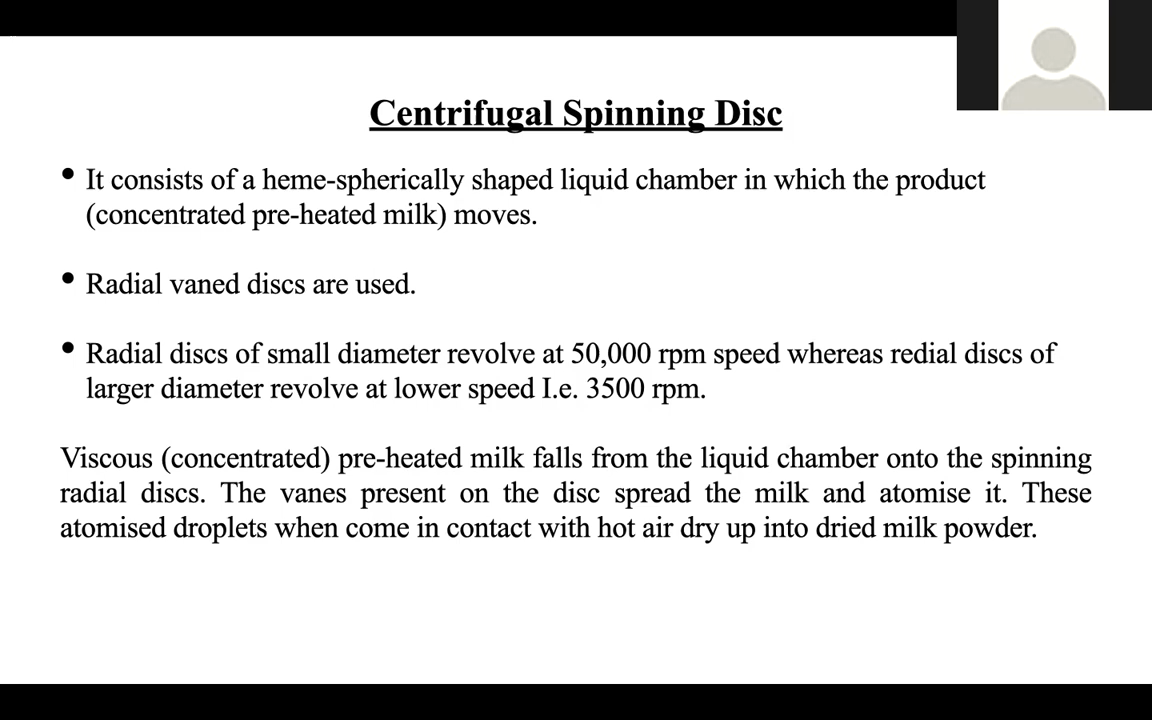 Centrifugal Spinning Disc
• It consists of a heme-spherically shaped liquid chamber in which the product
(concentrated pre-heated milk) moves.
• Radial vaned discs are used.
• Radial discs of small diameter revolve at 50,000 rpm speed whereas redial discs of
larger diameter revolve at lower speed I.e. 3500 rpm.
Viscous (concentrated) pre-heated milk falls from the liquid chamber onto the spinning
radial discs. The vanes present on the disc spread the milk and atomise it. These
atomised droplets when come in contact with hot air dry up into dried milk powder.